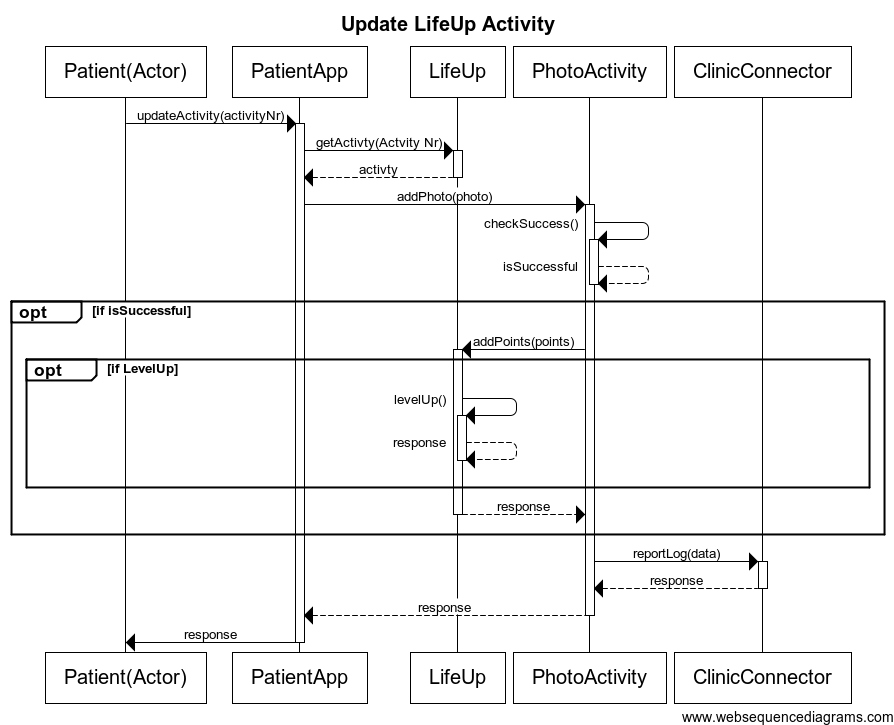 Update LifeUp Activity
Patient(Actor) PatientApp LifeUp PhotoActivity ClinicConnector
updateActivity(activityNr)
getActivty(Actvity Nr)
activty
addPhoto(photo)
checkSuccess()
isSuccessful
opt [if isSuccessful]
addPoints(points)
opt [if LevelUp]
levelUp()
response
response
reportLog(data)
response
response
response
Patient(Actor) PatientApp LifeUp PhotoActivity ClinicConnector
www.websequencediagrams.com